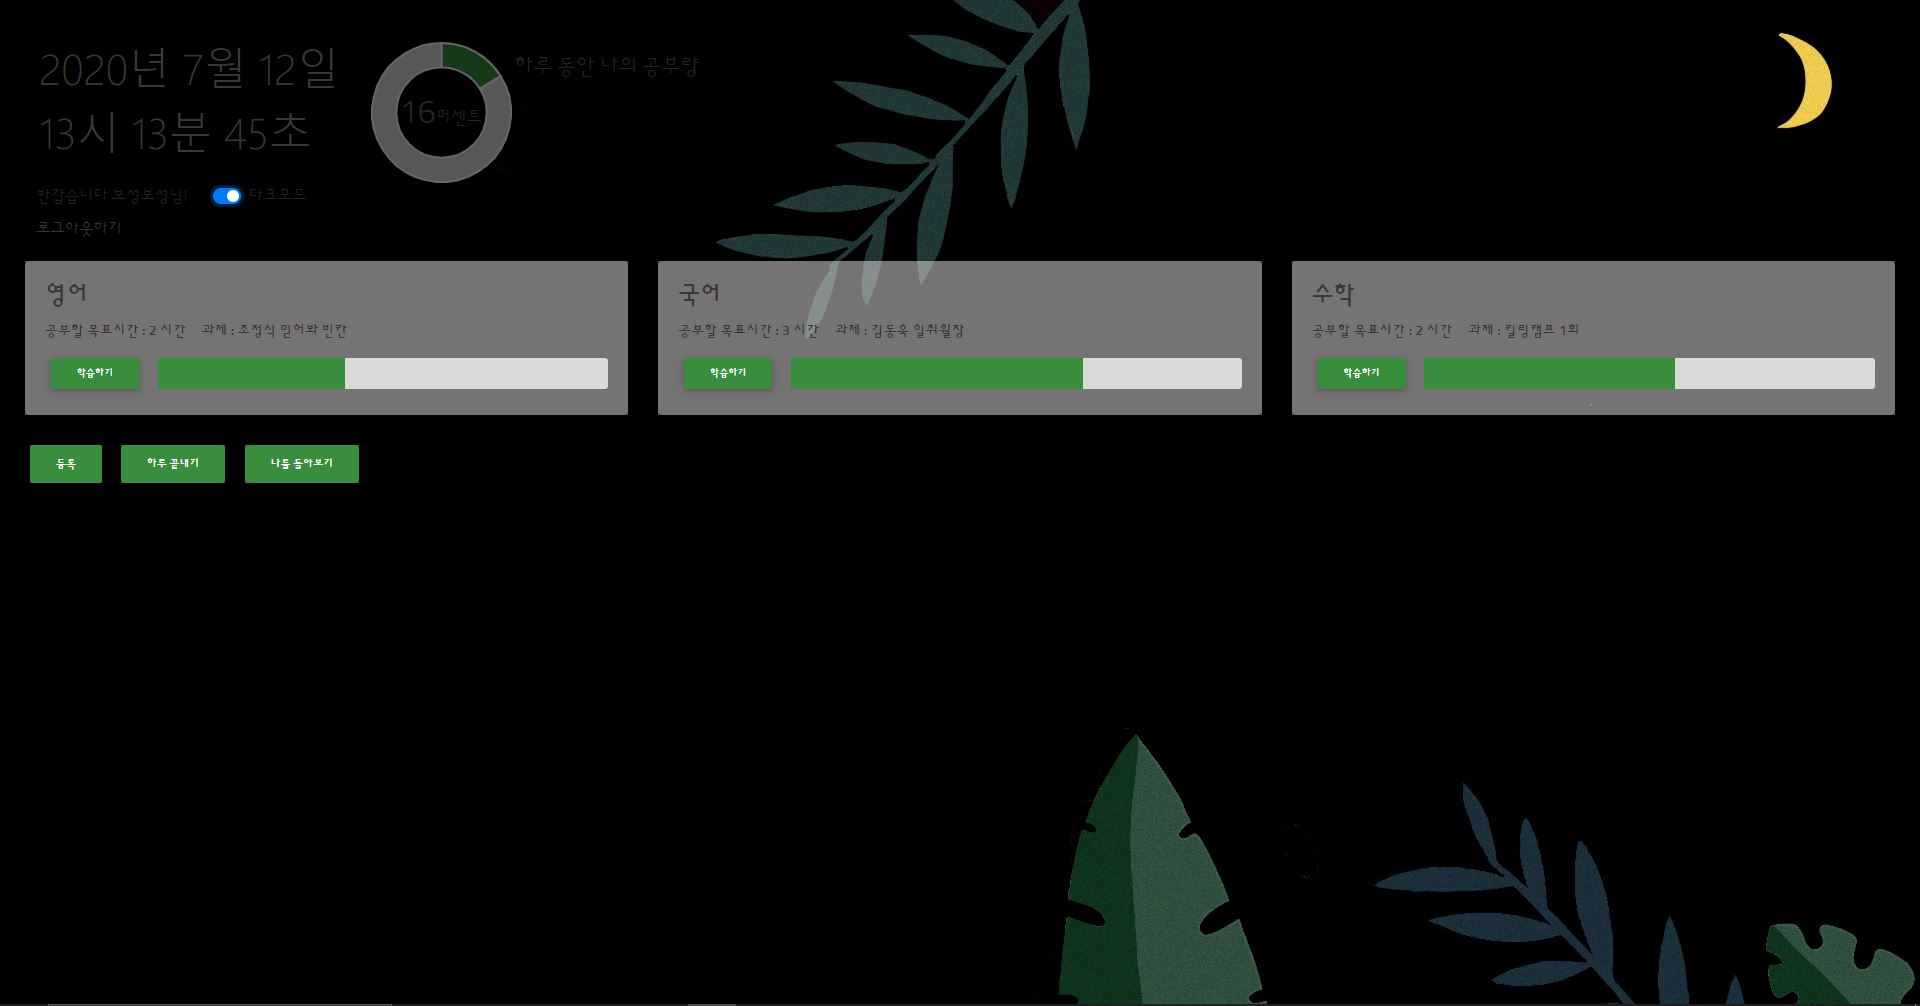 2020년 7월 12일
13시 13분 45초
반갑습니다 보성보성님!
다크모드
로그아웃하기
16퍼센트
하루 동안 나의 공부량
영어
공부할 목표시간 : 2 시간 과제 : 조정식 믿어봐 빈칸
학습하기
국어
공부할 목표시간 : 3 시간 과제 : 김동욱 일취월장
학습하기
수학
공부할 목표시간 : 2 시간 과제 : 킬링캠프 1회
학습하기
등록
하루 끝내기
나를 돌아보기